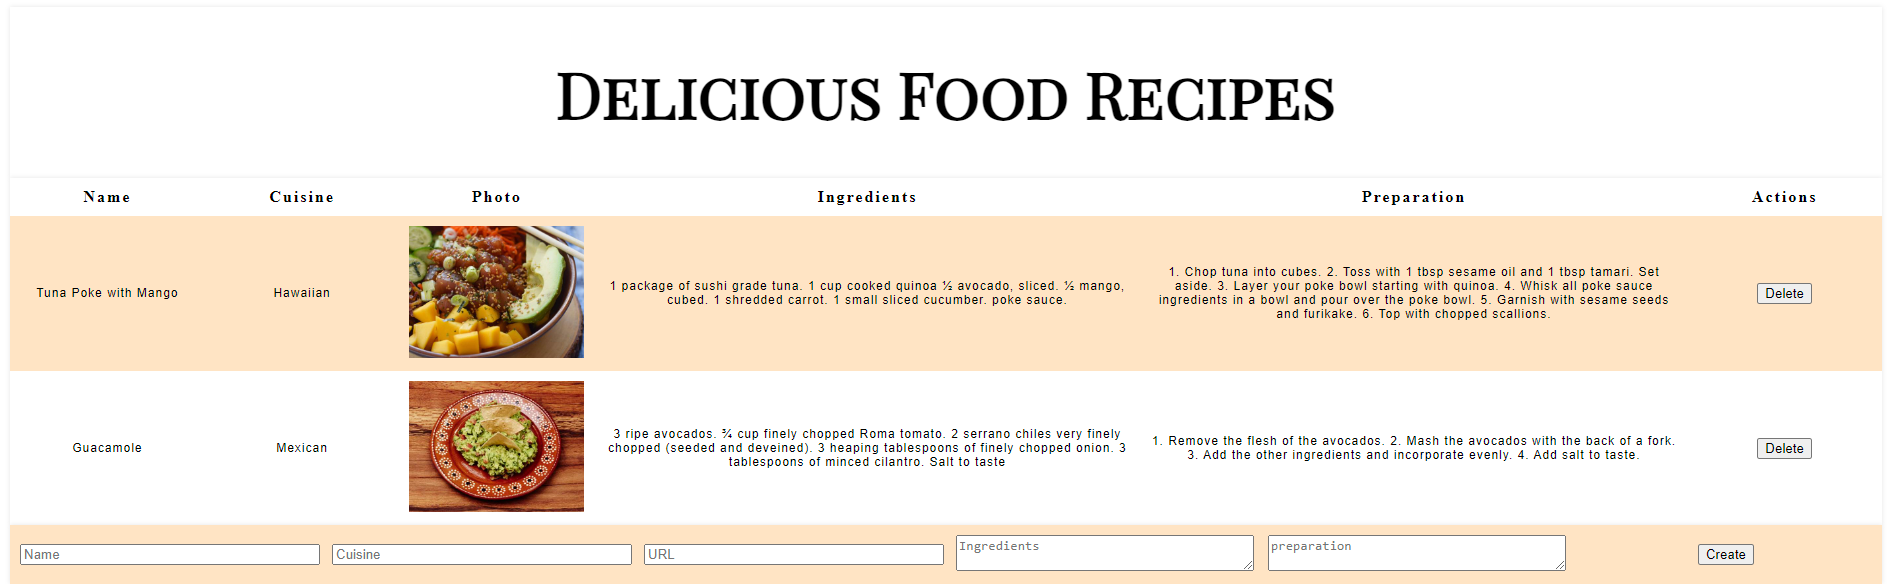 Delicious Food Recipes
Name Cuisine Photo Ingredients Preparation Actions
Tuna Poke with Mango
Hawaiian
1 package of sushi grade tuna. 1 cup cooked quinoa ½ avocado, sliced. ½ mango,
cubed. 1 shredded carrot. 1 small sliced cucumber. poke sauce.
1. Chop tuna into cubes. 2. Toss with 1 tbsp sesame oil and 1 tbsp tamari. Set
aside. 3. Layer your poke bowl starting with quinoa. 4. Whisk all poke sauce
ingredients in a bowl and pour over the poke bowl. 5. Garnish with sesame seeds
and furikake. 6. Top with chopped scallions.
Delete
Guacamole
Mexican
3 ripe avocados. ¾ cup finely chopped Roma tomato. 2 serrano chiles very finely
chopped (seeded and deveined). 3 heaping tablespoons of finely chopped onion. 3
tablespoons of minced cilantro. Salt to taste
1. Remove the flesh of the avocados. 2. Mash the avocados with the back of a fork.
3. Add the other ingredients and incorporate evenly. 4. Add salt to taste.
Delete
Name Cuisine URL Ingredients preparation Create